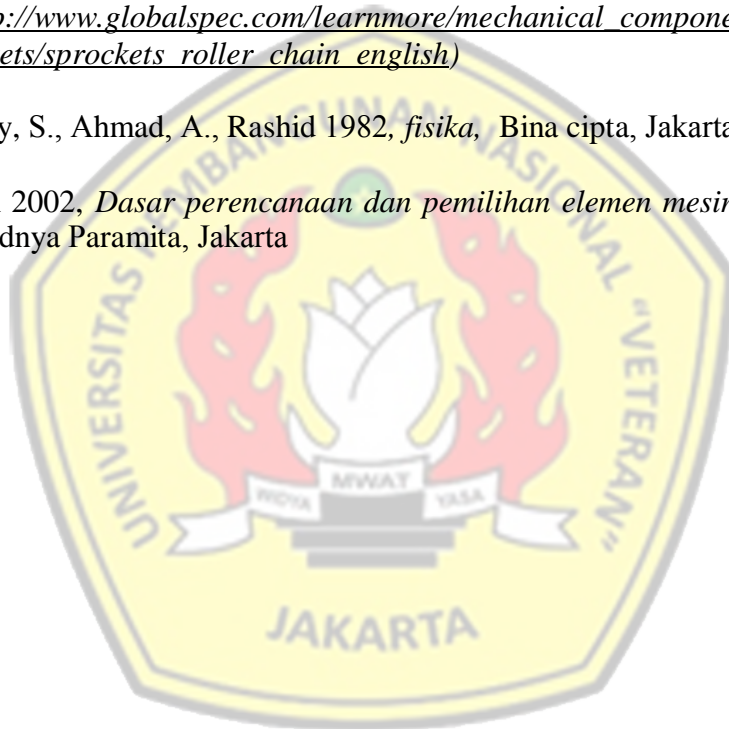 p://www.globalspec.com/learnmore/mechanical_compone
ets/sprockets_roller_chain_english)
y, S., Ahmad, A., Rashid 1982, fisika, Bina cipta, Jakarta
2002, Dasar perencanaan dan pemilihan elemen mesin
dnya Paramita, Jakarta
UNIVERSITAS PEMBANGUNAN NASIONAL "VETERAN"
WIDYA MWAT YASA
JAKARTA